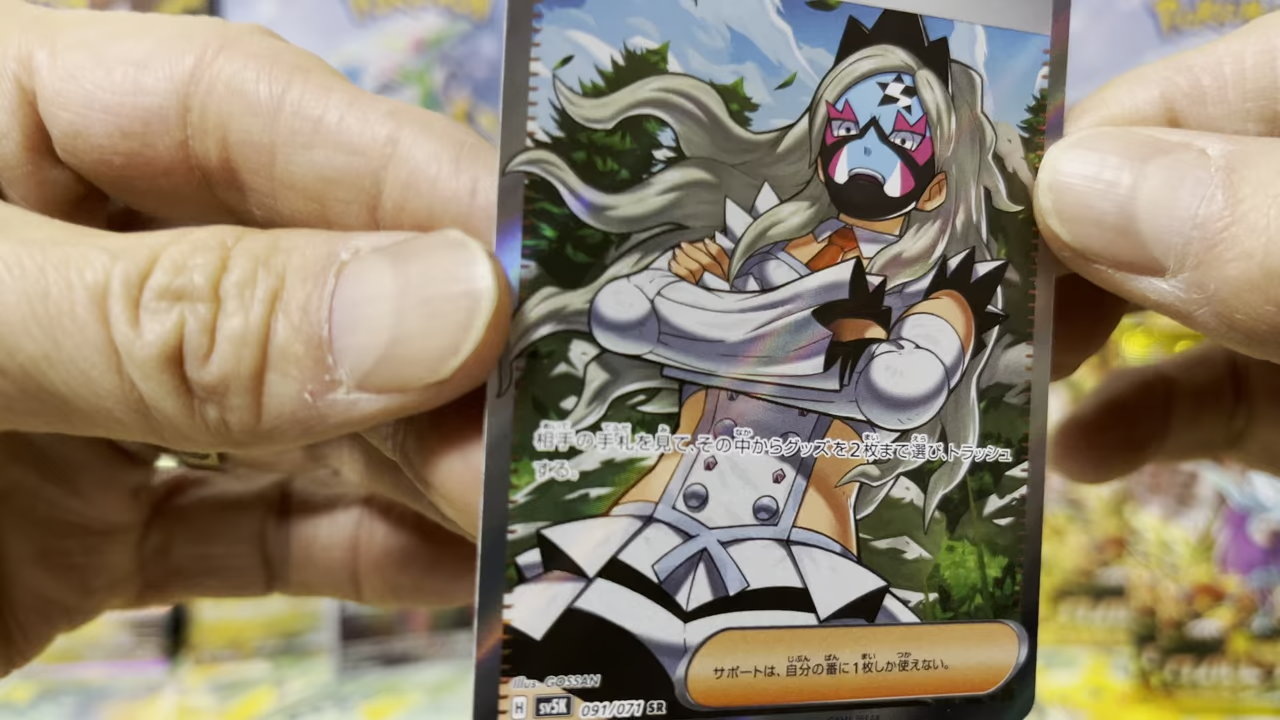 相手の手札を見て、その中からグッズを2枚まで選び、トラッシュ
する。
サポートは、自分の番に1枚しか使えない。
Illus. GOSSAN
H SV5K 091/071 SR